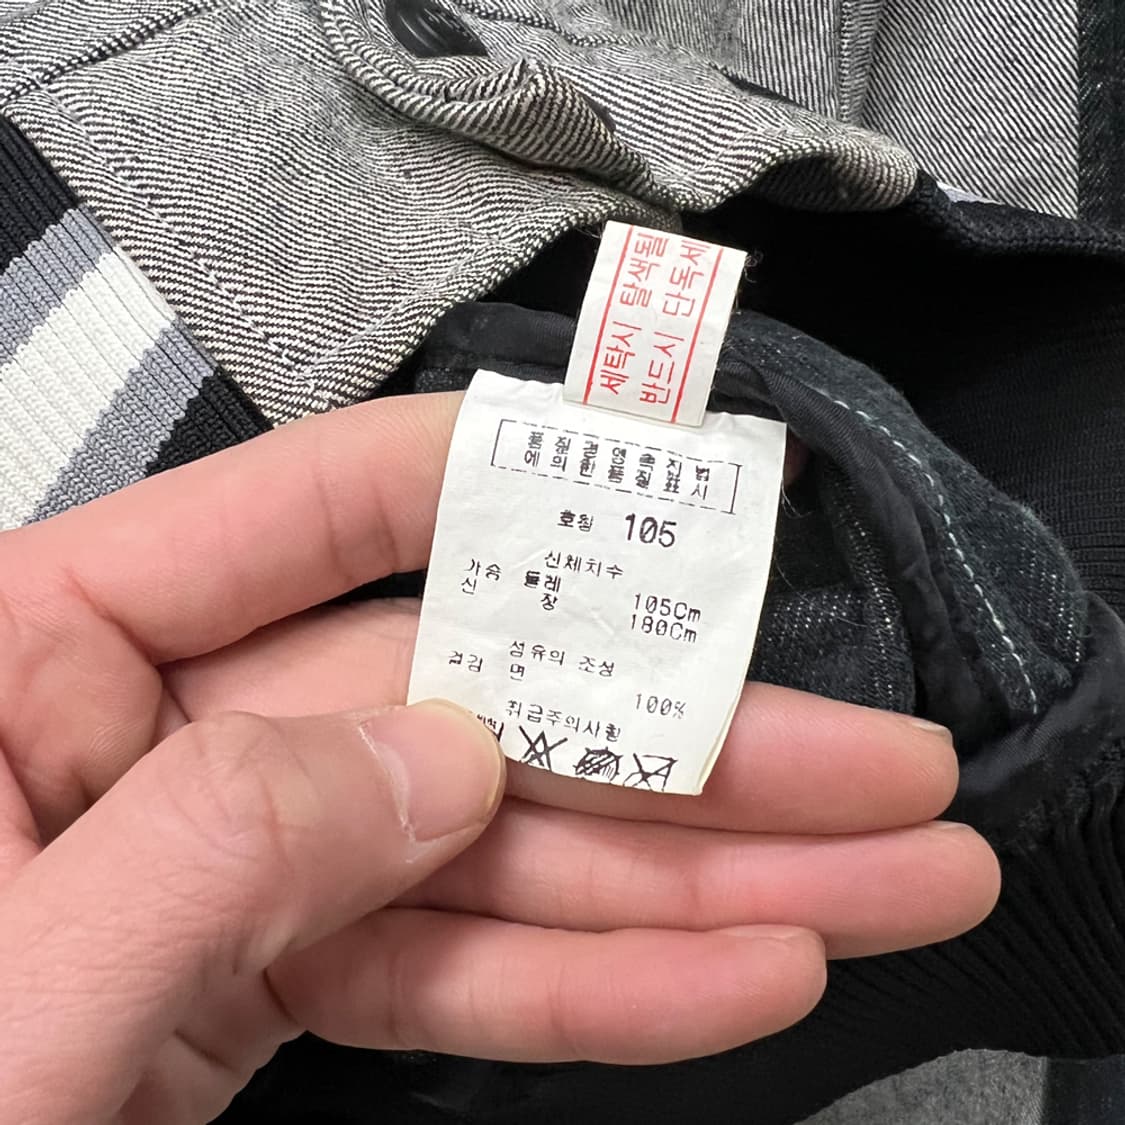 세탁시 탈색될
반드시 단독세
품질경영촉진법
에의한품질표시
호칭 105
신체치수
가슴 둘레 105Cm
신 장 180Cm
섬유의 조성
겉감 면 100%
취급주의사항